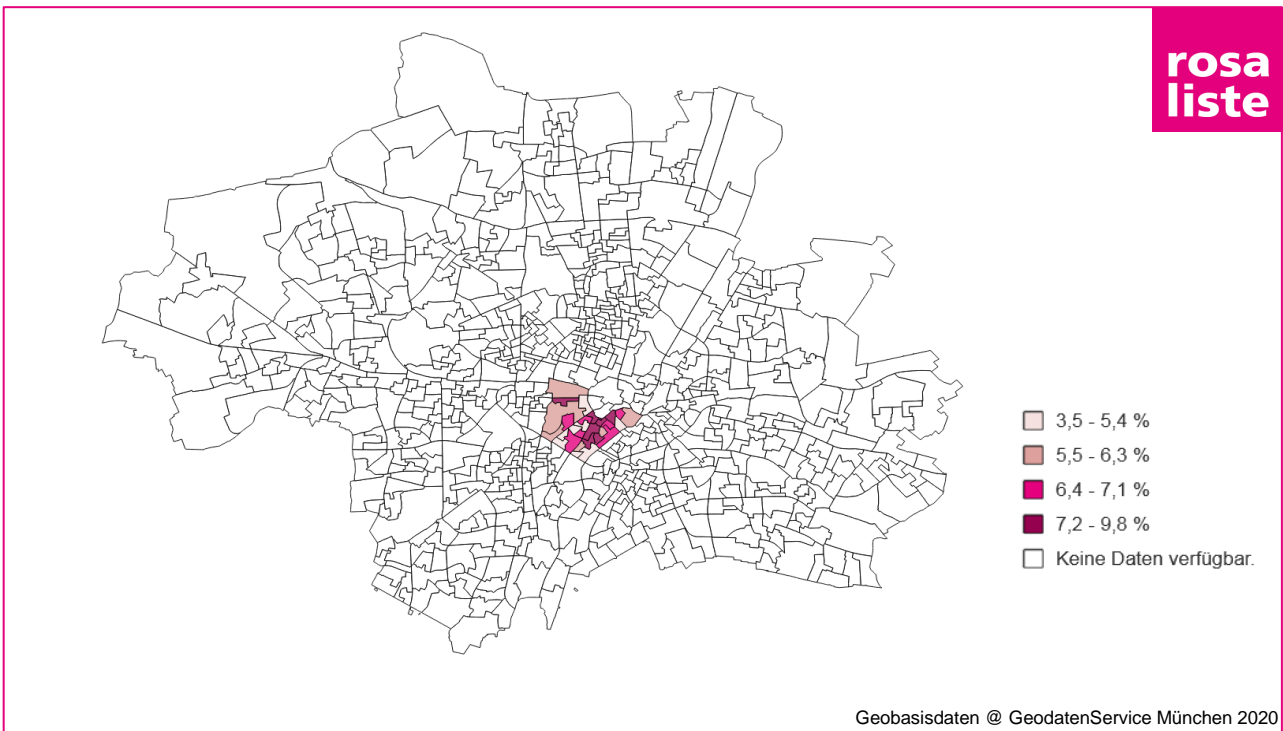 rosa
liste
3,5 - 5,4 %
5,5 - 6,3 %
6,4 - 7,1 %
7,2 - 9,8 %
Keine Daten verfügbar.
Geobasisdaten @ GeodatenService München 2020